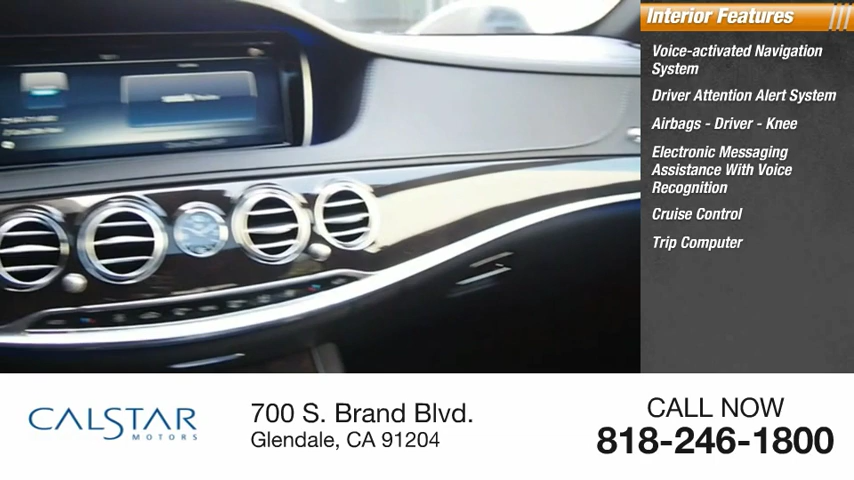 Interior Features
Voice-activated Navigation
System
Driver Attention Alert System
Airbags - Driver - Knee
Electronic Messaging
Assistance With Voice
Recognition
Cruise Control
Trip Computer
CALSTAR
MOTORS
700 S. Brand Blvd.
Glendale, CA 91204
CALL NOW
818-246-1800